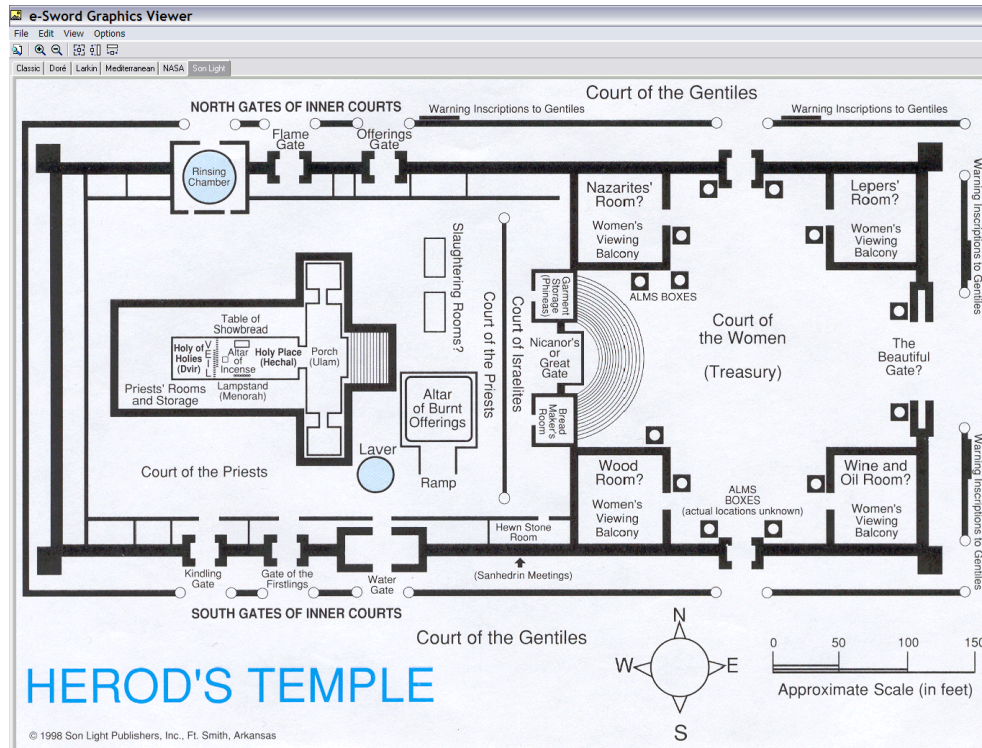 e-Sword Graphics Viewer
File Edit View Options
Classic Doré Larkin Mediterranean NASA Son Light
Court of the Gentiles
NORTH GATES OF INNER COURTS
Warning Inscriptions to Gentiles
Warning Inscriptions to Gentiles
Flame
Gate
Offerings
Gate
Rinsing
Chamber
Nazarites'
Room?
Women's
Viewing
Balcony
Lepers'
Room?
Women's
Viewing
Balcony
Warning Inscriptions to Gentiles
Slaughtering Rooms?
Court of the Priests
Court of Israelites
Garment
Storage
(Phineas)
ALMS BOXES
Table of
Showbread
Holy of
Holies
(Dvir)
VEIL
Altar
of
Incense
Holy Place
(Hechal)
Porch
(Ulam)
Lampstand
(Menorah)
Priests' Rooms
and Storage
Nicanor's
or
Great
Gate
Court of
the Women
(Treasury)
The
Beautiful
Gate?
Altar
of Burnt
Offerings
Bread
Maker's
Room
Laver
Ramp
Court of the Priests
Wood
Room?
Women's
Viewing
Balcony
ALMS
BOXES
(actual locations unknown)
Wine and
Oil Room?
Women's
Viewing
Balcony
Warning Inscriptions to Gentiles
Hewn Stone
Room
(Sanhedrin Meetings)
Kindling
Gate
Gate of the
Firstlings
Water
Gate
SOUTH GATES OF INNER COURTS
Court of the Gentiles
N
W E
S
0 50 100 150
Approximate Scale (in feet)
HEROD'S TEMPLE
© 1998 Son Light Publishers, Inc., Ft. Smith, Arkansas